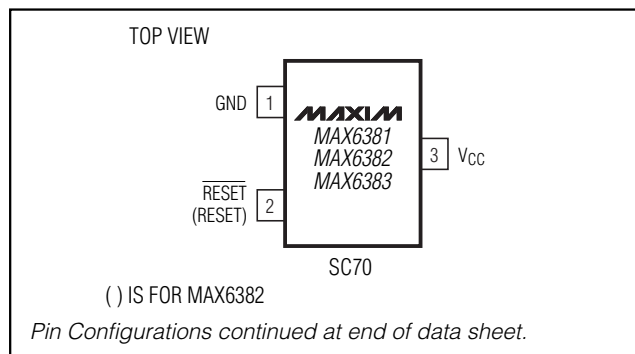 TOP VIEW
GND 1
MAXIM
MAX6381
MAX6382
MAX6383
3 VCC
RESET
(RESET) 2
SC70
( ) IS FOR MAX6382
Pin Configurations continued at end of data sheet.